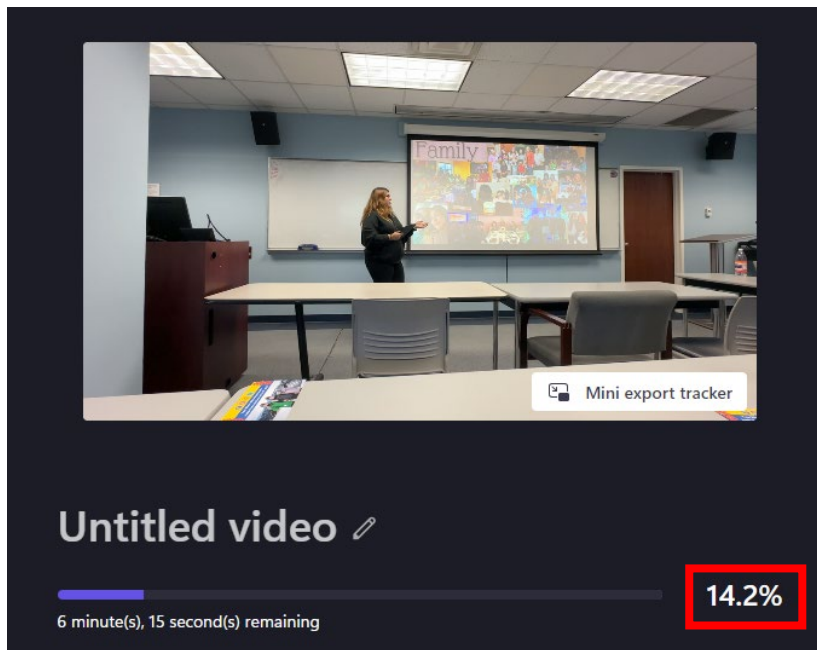 Family
Mini export tracker
Untitled video
14.2%
6 minute(s), 15 second(s) remaining